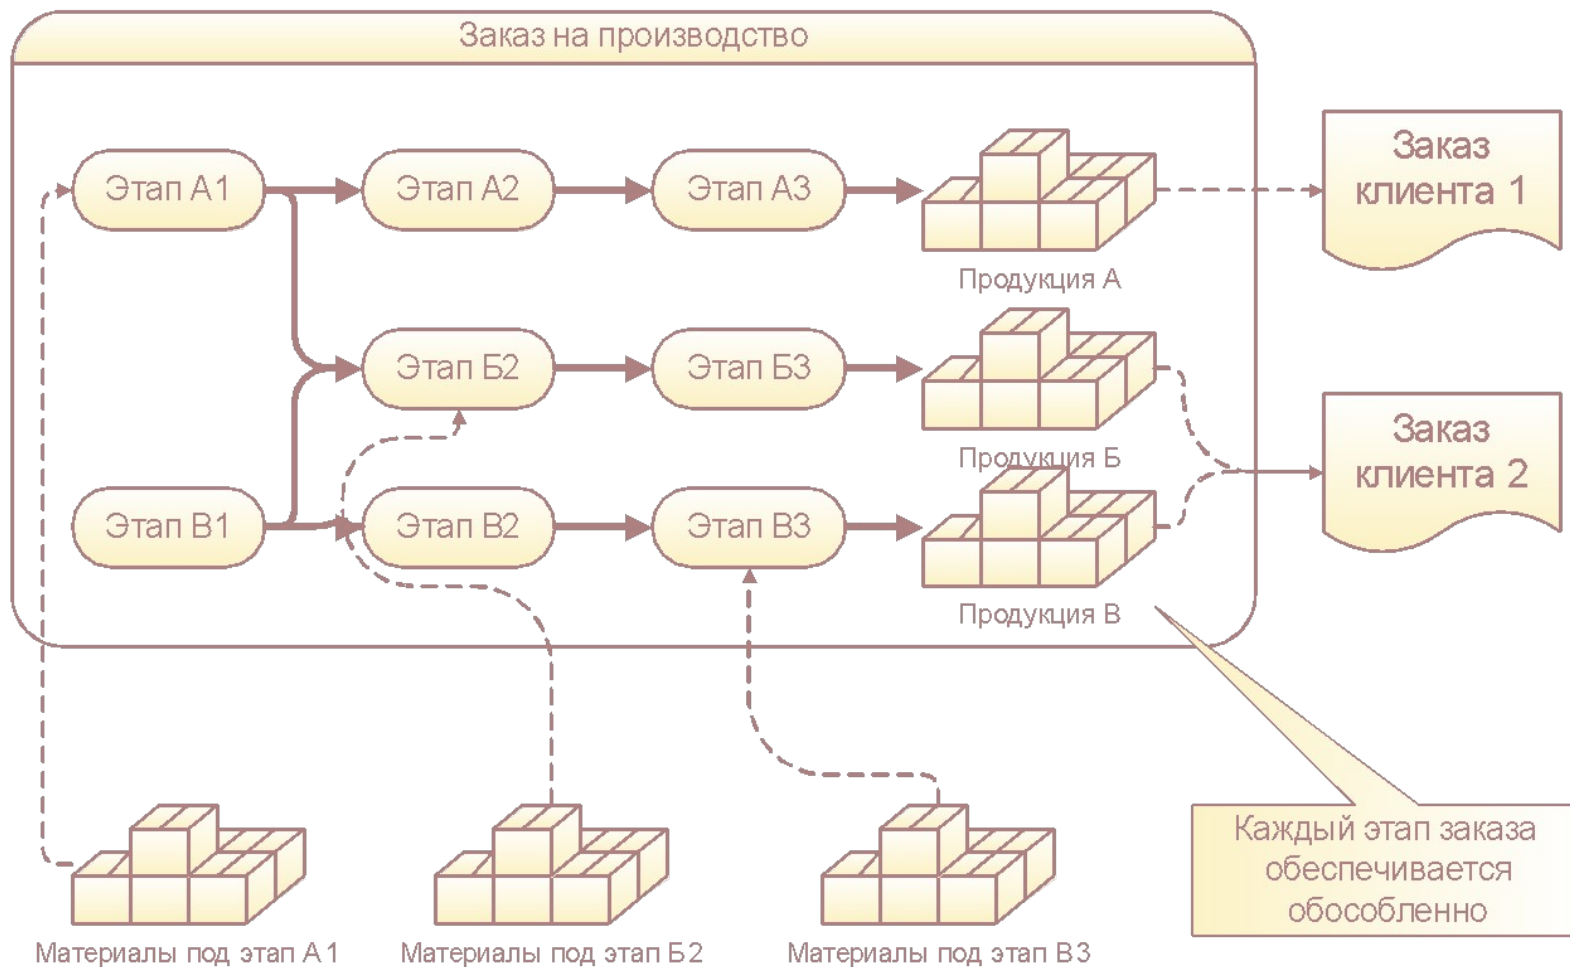 Заказ на производство
Этап А1
Этап А2
Этап А3
Продукция А
Заказ
клиента 1
Этап Б2
Этап Б3
Продукция Б
Заказ
клиента 2
Этап В1
Этап В2
Этап В3
Продукция В
Каждый этап заказа
обеспечивается
обособленно
Материалы под этап А1
Материалы под этап Б2
Материалы под этап В3